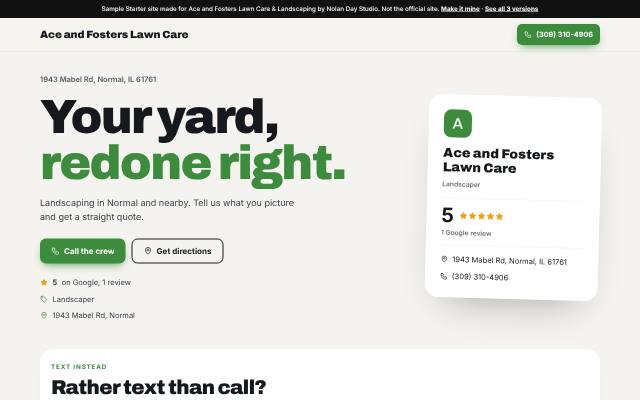 Sample Starter site made for Ace and Fosters Lawn Care & Landscaping by Nolan Day Studio. Not the official site. Make it mine · See all 3 versions
Ace and Fosters Lawn Care
(309) 310-4906
1943 Mabel Rd, Normal, IL 61761
Your yard,
redone right.
Landscaping in Normal and nearby. Tell us what you picture
and get a straight quote.
Call the crew
Get directions
5 on Google, 1 review
Landscaper
1943 Mabel Rd, Normal
A
Ace and Fosters
Lawn Care
Landscaper
5
1 Google review
1943 Mabel Rd, Normal, IL 61761
(309) 310-4906
TEXT INSTEAD
Rather text than call?